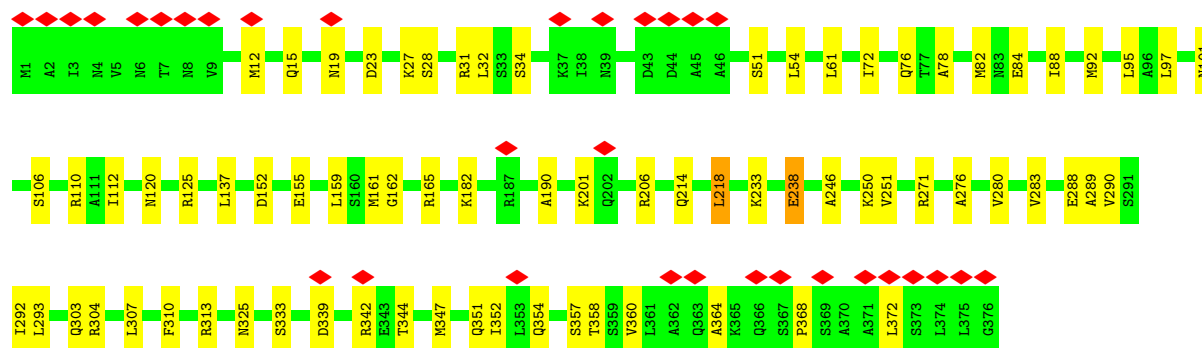 M1 A2 I3 N4 V5 N6 T7 N8 V9 M12 Q15 N19 D23 K27 S28 R31 L32 S33 S34 K37 I38 N39 D43 D44 A45 A46 S51 L54 L61 I72 Q76 T77 A78 M82 N83 E84 I88 M92 L95 A96 L97
S106 R110 A111 I112 N120 R125 L137 D152 E155 L159 S160 M161 G162 R165 K182 R187 A190 K201 Q202 R206 Q214 L218 K233 E238 A246 K250 V251 R271 A276 V280 V283 E288 A289 V290 S291
I292 L293 Q303 R304 L307 F310 R313 N325 S333 D339 R342 E343 T344 M347 Q351 I352 L353 Q354 S357 T358 S359 V360 L361 A362 Q363 A364 K365 Q366 S367 P368 S369 A370 A371 L372 S373 L374 L375 G376